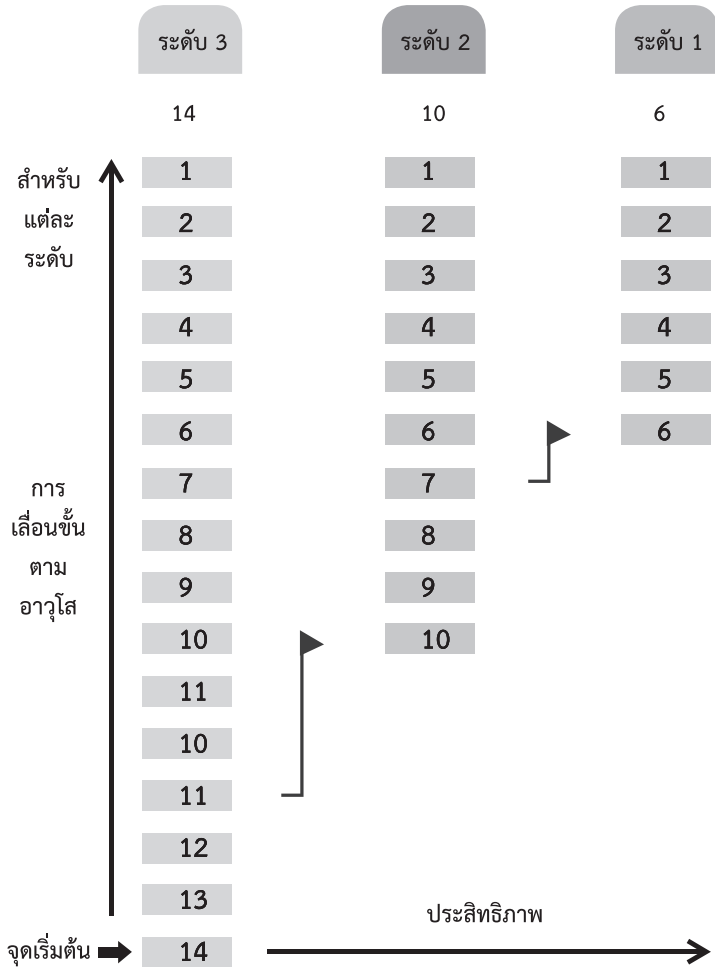 ระดับ 3 ระดับ 2 ระดับ 1
14 10 6
สำหรับ
แต่ละ
ระดับ
1 1 1
2 2 2
3 3 3
4 4 4
5 5 5
6 6 6
7 7
8 8
9 9
10 10
11
10
11
12
13
14
การ
เลื่อนขั้น
ตาม
อาวุโส
ประสิทธิภาพ
จุดเริ่มต้น